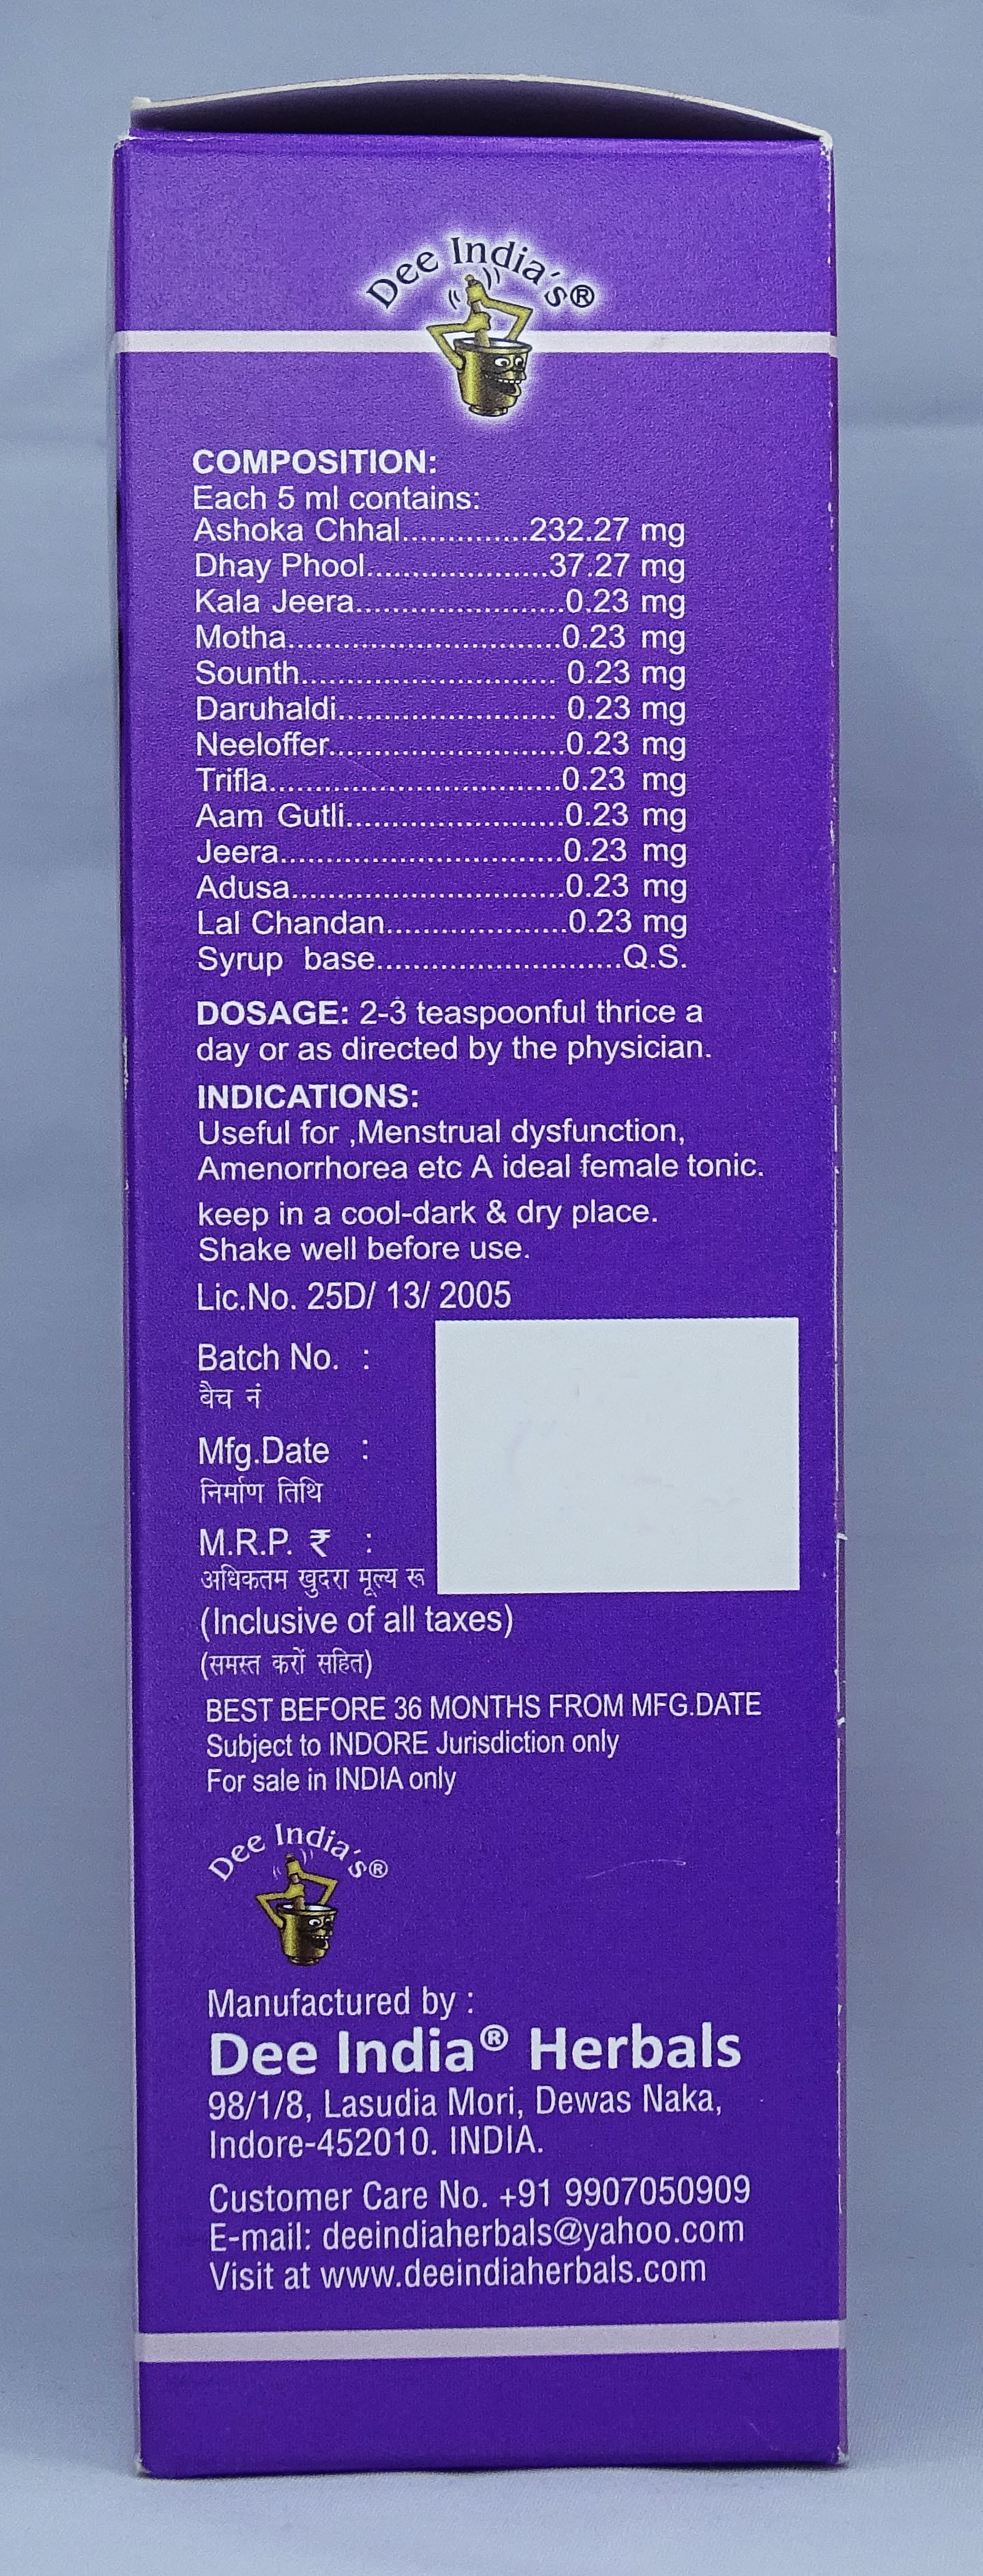 Dee India's®
COMPOSITION:
Each 5 ml contains:
Ashoka Chhal..............232.27 mg
Dhay Phool....................37.27 mg
Kala Jeera.......................0.23 mg
Motha..............................0.23 mg
Sounth............................ 0.23 mg
Daruhaldi........................ 0.23 mg
Neeloffer..........................0.23 mg
Trifla................................0.23 mg
Aam Gutli........................0.23 mg
Jeera...............................0.23 mg
Adusa..............................0.23 mg
Lal Chandan....................0.23 mg
Syrup base...........................Q.S.
DOSAGE: 2-3 teaspoonful thrice a
day or as directed by the physician.
INDICATIONS:
Useful for ,Menstrual dysfunction,
Amenorrhorea etc A ideal female tonic.
keep in a cool-dark & dry place.
Shake well before use.
Lic.No. 25D/ 13/ 2005
Batch No. :
बैच नं
Mfg.Date :
निर्माण तिथि
M.R.P. ₹ :
अधिकतम खुदरा मूल्य रू
(Inclusive of all taxes)
(समस्त करों सहित)
BEST BEFORE 36 MONTHS FROM MFG.DATE
Subject to INDORE Jurisdiction only
For sale in INDIA only
Dee India's®
Manufactured by :
Dee India® Herbals
98/1/8, Lasudia Mori, Dewas Naka,
Indore-452010. INDIA.
Customer Care No. +91 9907050909
E-mail: deeindiaherbals@yahoo.com
Visit at www.deeindiaherbals.com